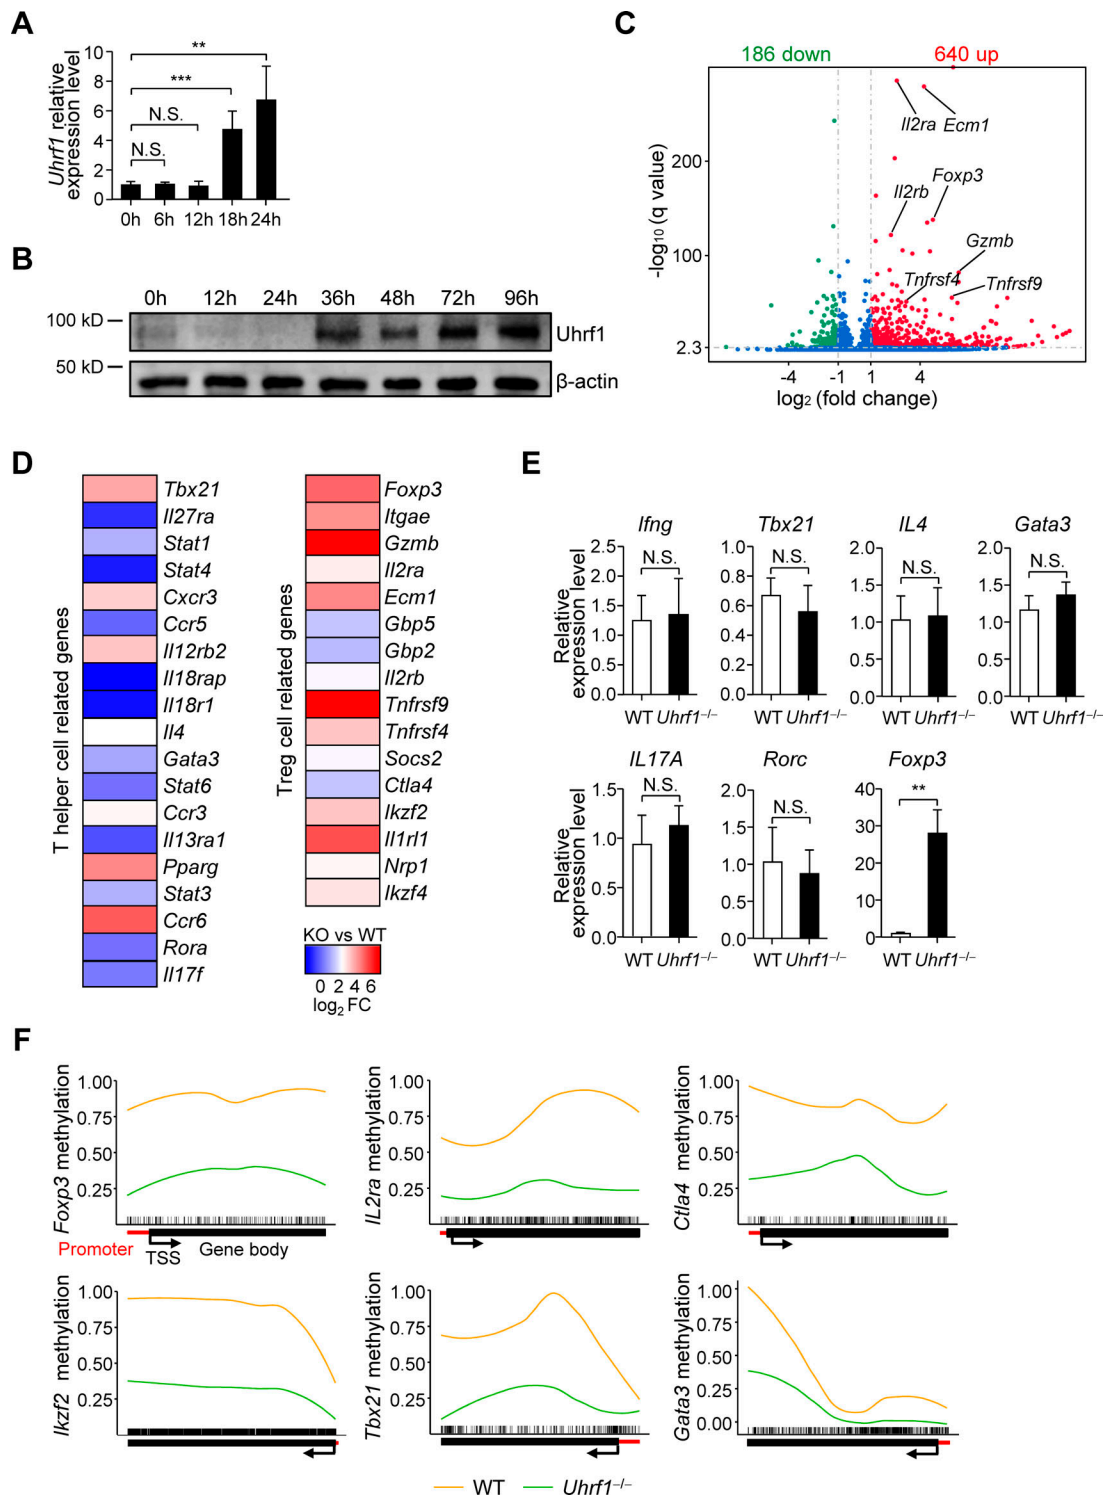 A
Uhrf1 relative
expression level
10
8
6
4
2
0
**
***
N.S.
N.S.
0h 6h 12h 18h 24h
B
0h 12h 24h 36h 48h 72h 96h
100 kD
Uhrf1
50 kD
β-actin
C
186 down 640 up
-log10 (q value)
200
100
2.3
Il2ra Ecm1
Foxp3
Il2rb
Gzmb
Tnfrsf4
Tnfrsf9
-4 -1 1 4
log2 (fold change)
D
T helper cell related genes
Tbx21
Il27ra
Stat1
Stat4
Cxcr3
Ccr5
Il12rb2
Il18rap
Il18r1
Il4
Gata3
Stat6
Ccr3
Il13ra1
Pparg
Stat3
Ccr6
Rora
Il17f
Treg cell related genes
Foxp3
Itgae
Gzmb
Il2ra
Ecm1
Gbp5
Gbp2
Il2rb
Tnfrsf9
Tnfrsf4
Socs2
Ctla4
Ikzf2
Il1rl1
Nrp1
Ikzf4
KO vs WT
0 2 4 6
log2 FC
E
Relative
expression level
Ifng
2.5
2.0
1.5
1.0
0.5
0.0
N.S.
WT Uhrf1–/–
Tbx21
1.0
0.8
0.6
0.4
0.2
0.0
N.S.
WT Uhrf1–/–
IL4
2.0
1.5
1.0
0.5
0.0
N.S.
WT Uhrf1–/–
Gata3
2.0
1.5
1.0
0.5
0.0
N.S.
WT Uhrf1–/–
Relative
expression level
IL17A
1.5
1.0
0.5
0.0
N.S.
WT Uhrf1–/–
Rorc
2.0
1.5
1.0
0.5
0.0
N.S.
WT Uhrf1–/–
Foxp3
40
30
20
10
0
**
WT Uhrf1–/–
F
Foxp3 methylation
1.00
0.75
0.50
0.25
Promoter
TSS
Gene body
IL2ra methylation
1.00
0.75
0.50
0.25
Ctla4 methylation
1.00
0.75
0.50
0.25
Ikzf2 methylation
1.00
0.75
0.50
0.25
Tbx21 methylation
1.00
0.75
0.50
0.25
Gata3 methylation
1.00
0.75
0.50
0.25
0.00
WT Uhrf1–/–